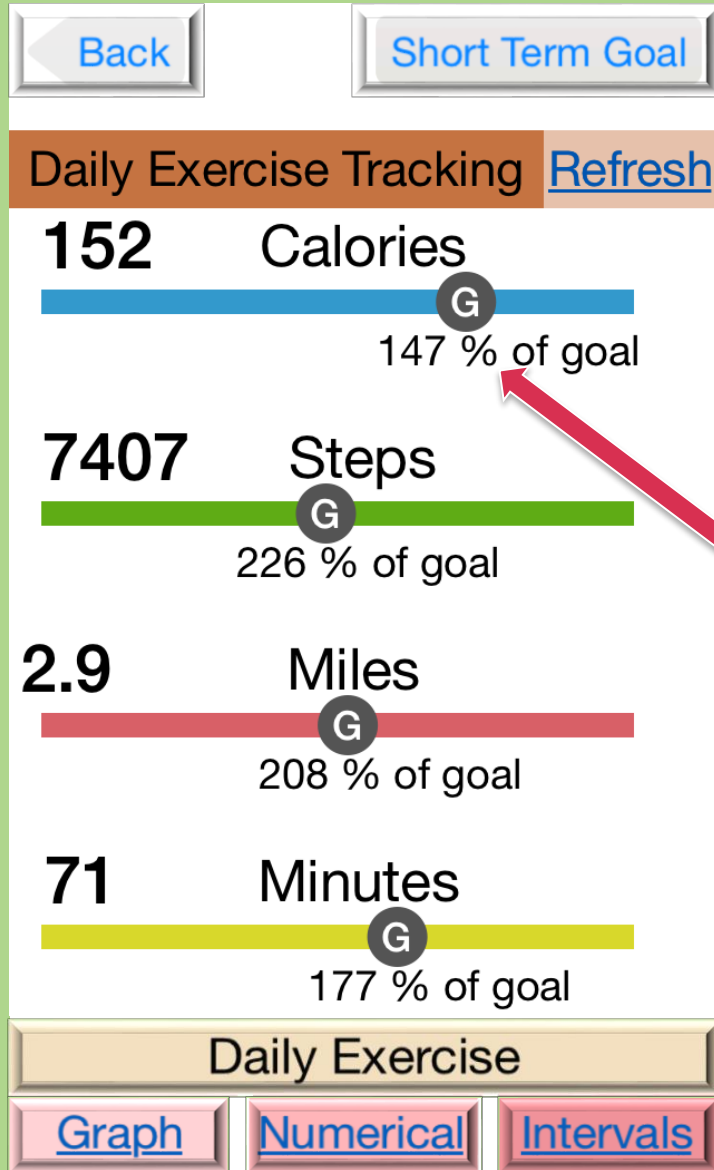 Back Short Term Goal
Daily Exercise Tracking Refresh
152 Calories
G
147 % of goal
7407 Steps
G
226 % of goal
2.9 Miles
G
208 % of goal
71 Minutes
G
177 % of goal
Daily Exercise
Graph Numerical Intervals